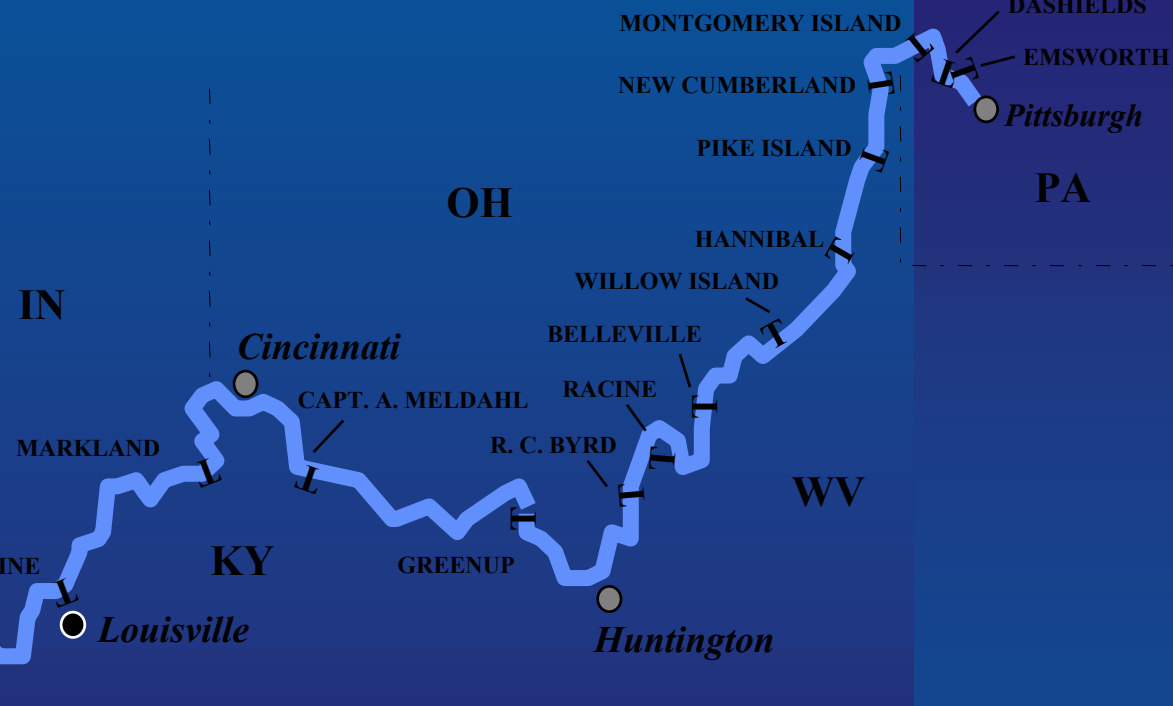 DASHIELDS
MONTGOMERY ISLAND
EMSWORTH
NEW CUMBERLAND
Pittsburgh
PIKE ISLAND
PA
OH
HANNIBAL
WILLOW ISLAND
IN
BELLEVILLE
Cincinnati
RACINE
CAPT. A. MELDAHL
R. C. BYRD
MARKLAND
WV
KY
GREENUP
INE
Louisville
Huntington